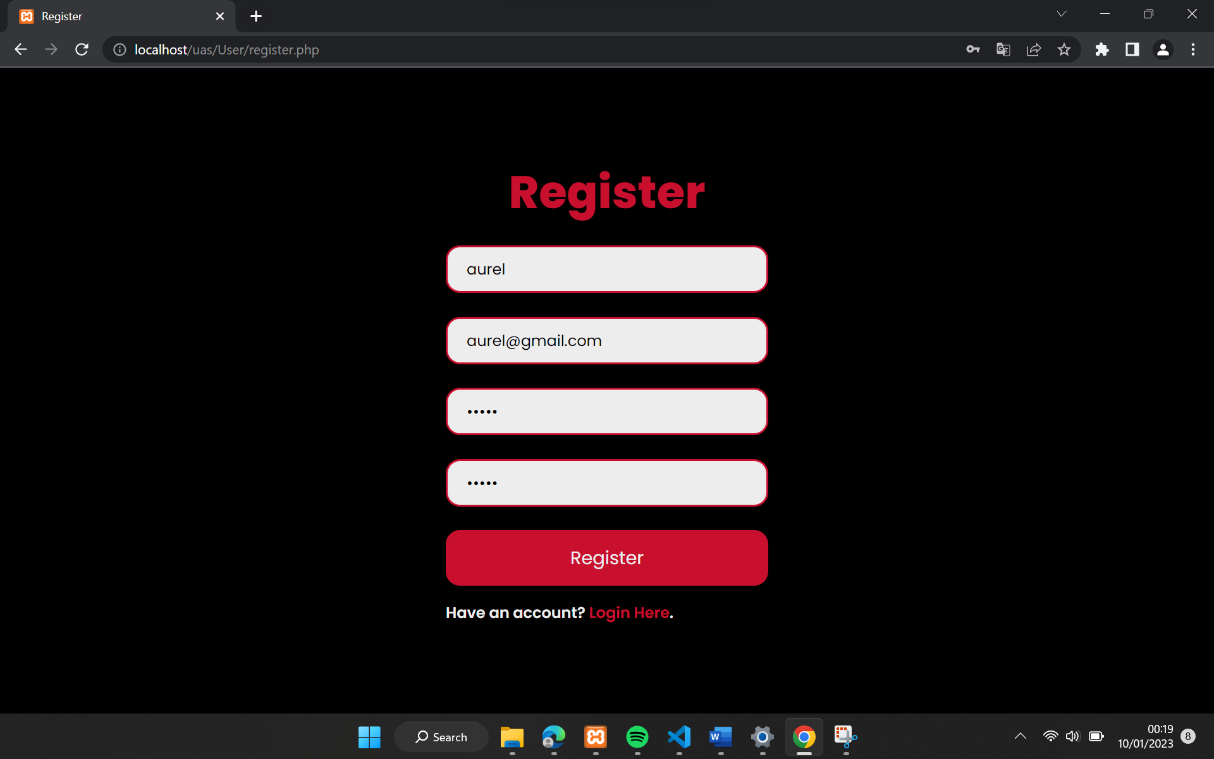 Register
localhost/uas/User/register.php
Register
aurel
aurel@gmail.com
•••••
•••••
Register
Have an account? Login Here.
Search
00:19
10/01/2023
8